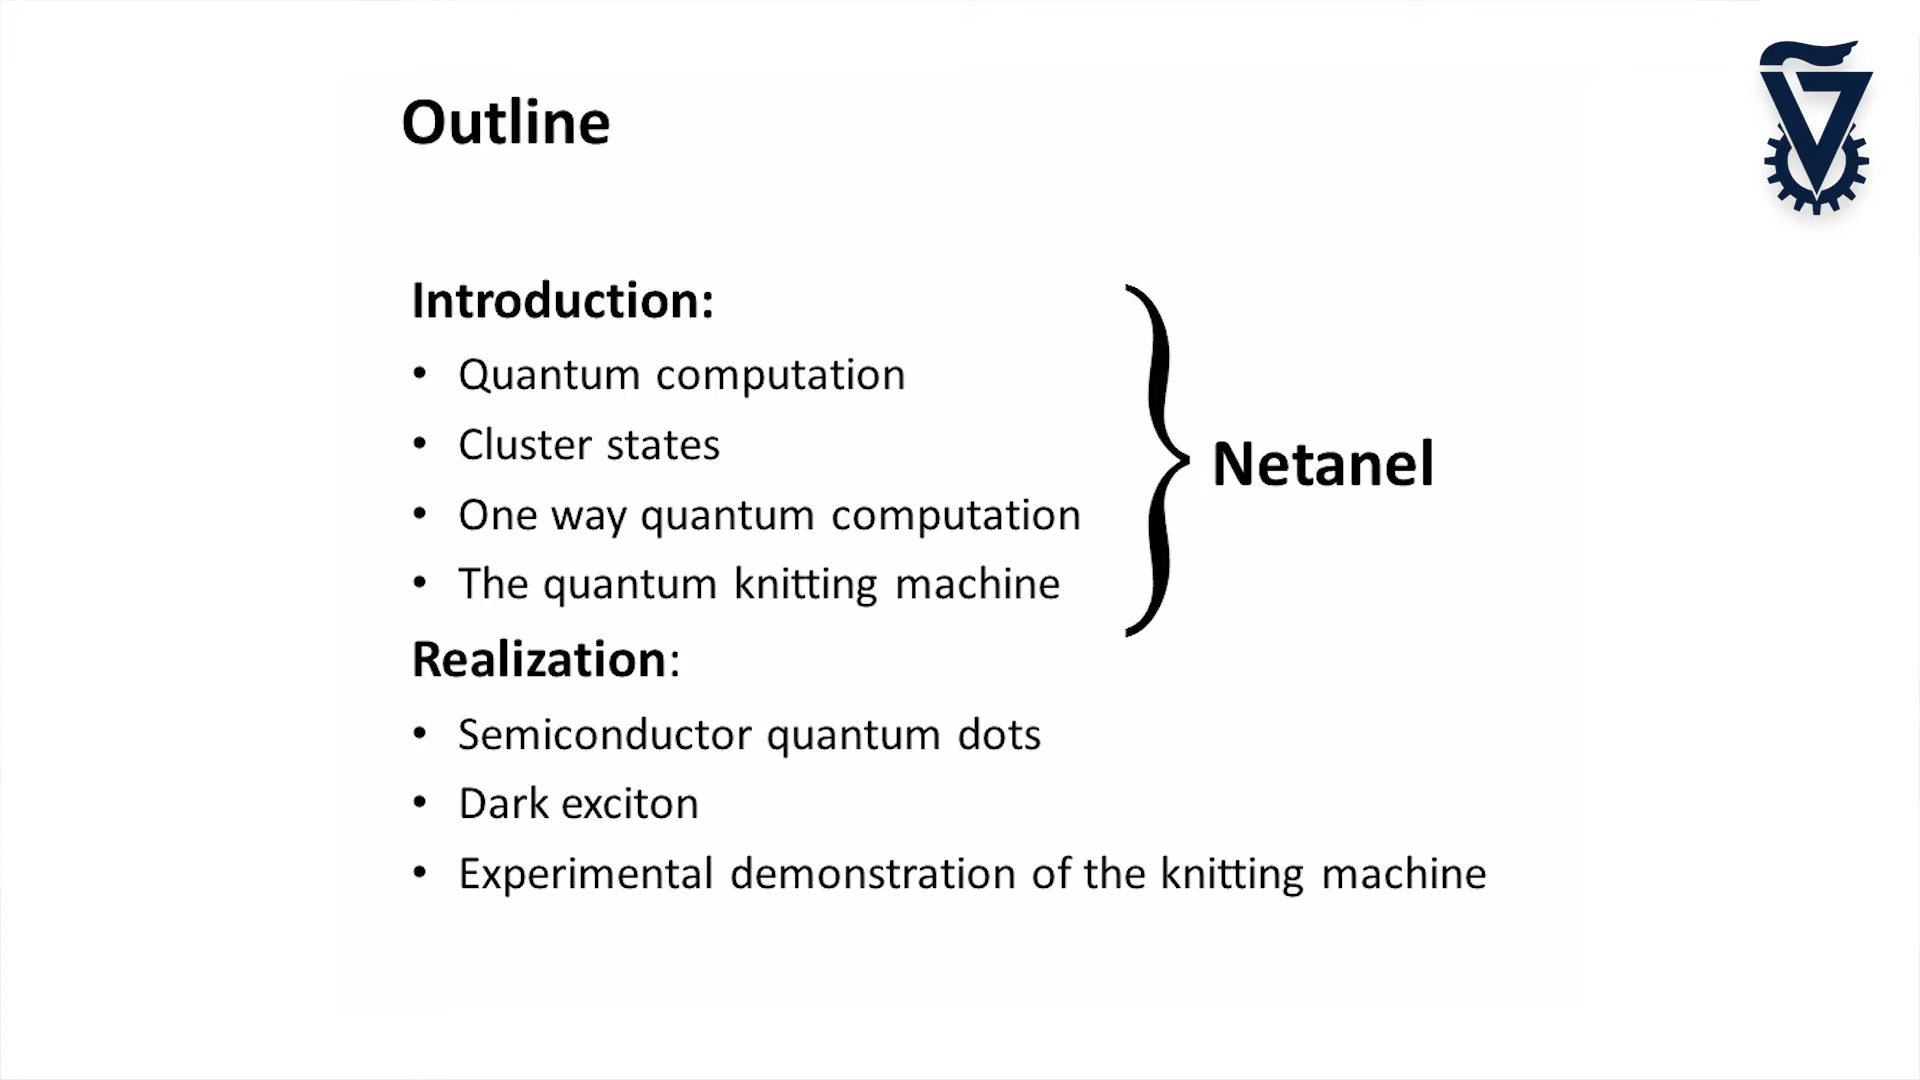 Outline
Introduction:
• Quantum computation
• Cluster states
• One way quantum computation
• The quantum knitting machine
Netanel
Realization:
• Semiconductor quantum dots
• Dark exciton
• Experimental demonstration of the knitting machine